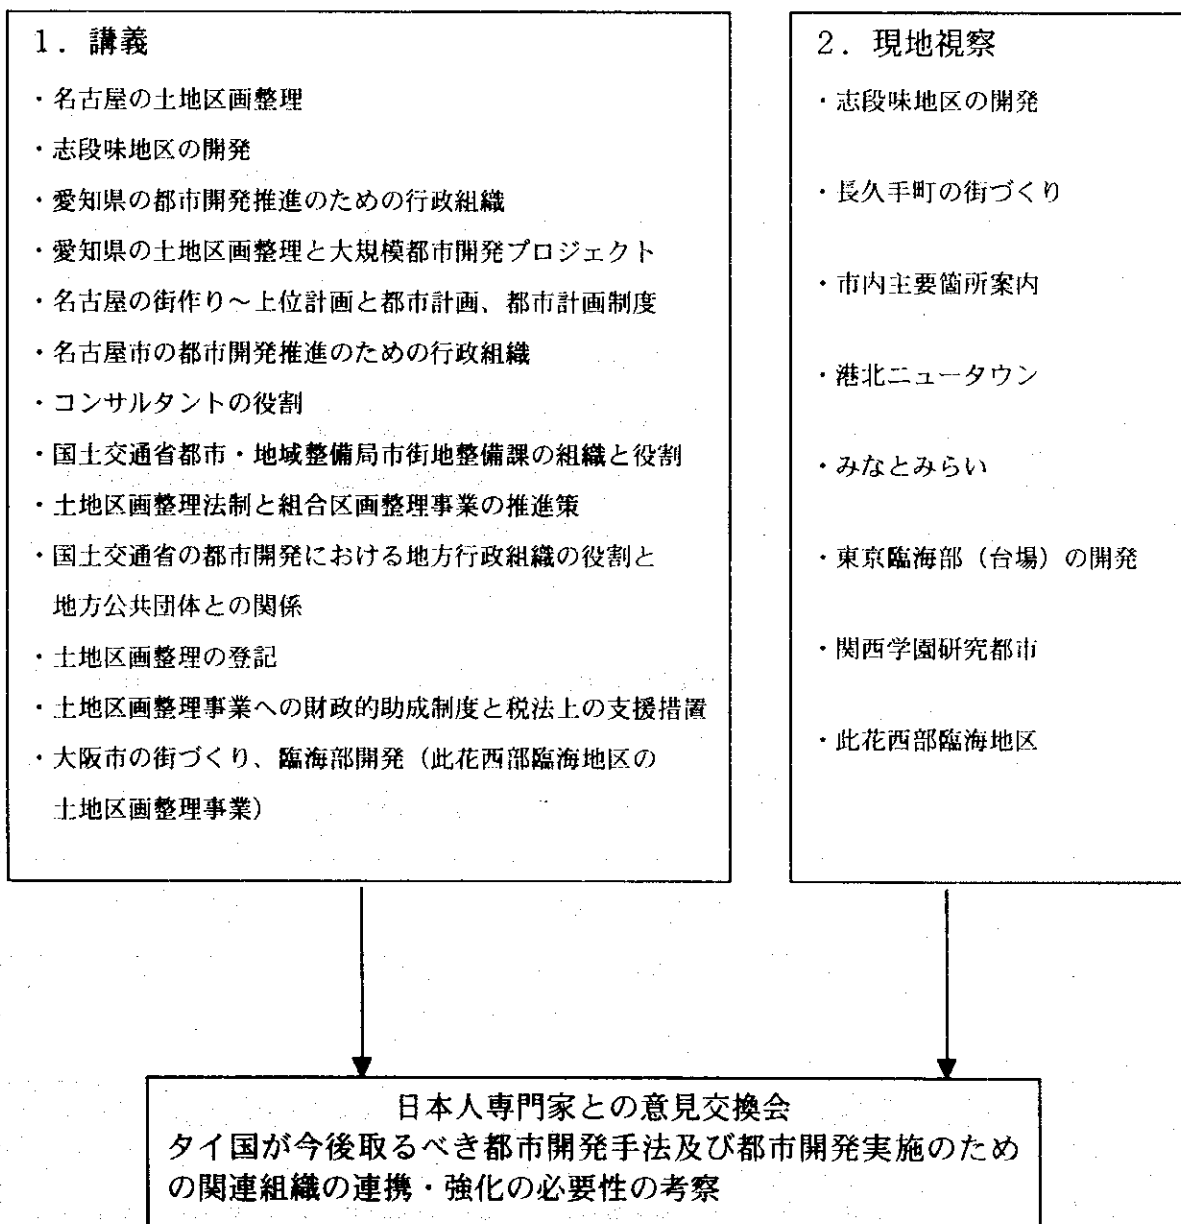 1．講義
・名古屋の土地区画整理
・志段味地区の開発
・愛知県の都市開発推進のための行政組織
・愛知県の土地区画整理と大規模都市開発プロジェクト
・名古屋の街作り～上位計画と都市計画、都市計画制度
・名古屋市の都市開発推進のための行政組織
・コンサルタントの役割
・国土交通省都市・地域整備局市街地整備課の組織と役割
・土地区画整理法制と組合区画整理事業の推進策
・国土交通省の都市開発における地方行政組織の役割と
地方公共団体との関係
・土地区画整理の登記
・土地区画整理事業への財政的助成制度と税法上の支援措置
・大阪市の街づくり、臨海部開発（此花西部臨海地区の
土地区画整理事業）
2．現地視察
・志段味地区の開発
・長久手町の街づくり
・市内主要箇所案内
・港北ニュータウン
・みなとみらい
・東京臨海部（台場）の開発
・関西学園研究都市
・此花西部臨海地区
日本人専門家との意見交換会
タイ国が今後取るべき都市開発手法及び都市開発実施のため
の関連組織の連携・強化の必要性の考察